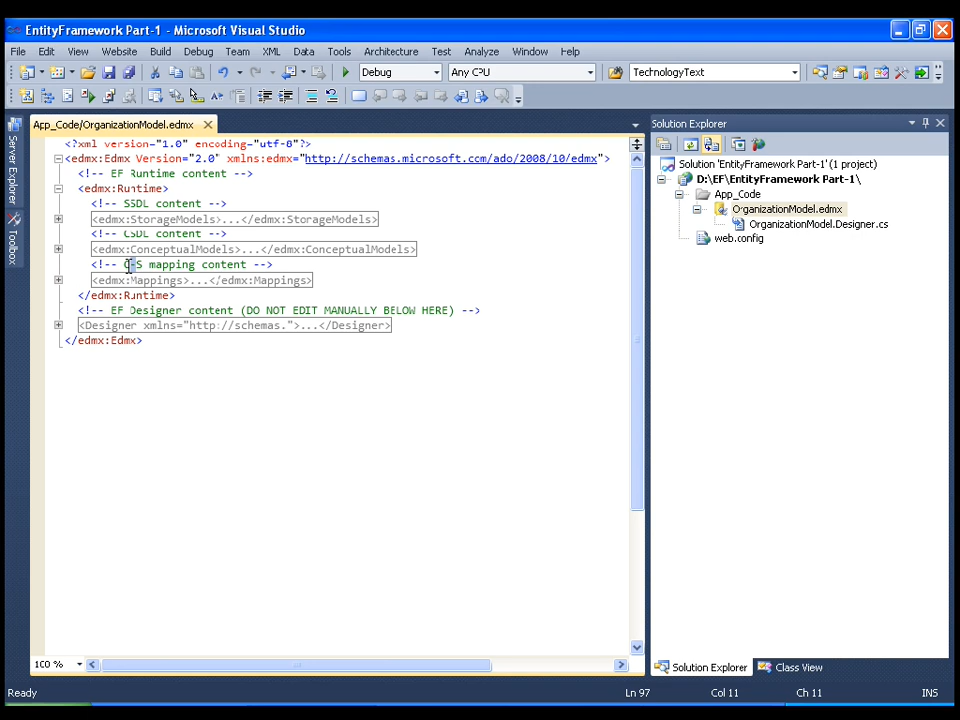 EntityFramework Part-1 - Microsoft Visual Studio
File Edit View Website Build Debug Team XML Data Tools Architecture Test Analyze Window Help
Debug Any CPU TechnologyText
App_Code/OrganizationModel.edmx
<?xml version="1.0" encoding="utf-8"?>
<edmx:Edmx Version="2.0" xmlns:edmx="http://schemas.microsoft.com/ado/2008/10/edmx">
<!-- EF Runtime content -->
<edmx:Runtime>
<!-- SSDL content -->
<edmx:StorageModels>...</edmx:StorageModels>
<!-- CSDL content -->
<edmx:ConceptualModels>...</edmx:ConceptualModels>
<!-- C-S mapping content -->
<edmx:Mappings>...</edmx:Mappings>
</edmx:Runtime>
<!-- EF Designer content (DO NOT EDIT MANUALLY BELOW HERE) -->
<Designer xmlns="http://schemas.">...</Designer>
</edmx:Edmx>
100 %
Server Explorer
Toolbox
Solution Explorer
Solution 'EntityFramework Part-1' (1 project)
D:\EF\EntityFramework Part-1\
App_Code
OrganizationModel.edmx
OrganizationModel.Designer.cs
web.config
Solution Explorer Class View
Ready Ln 97 Col 11 Ch 11 INS